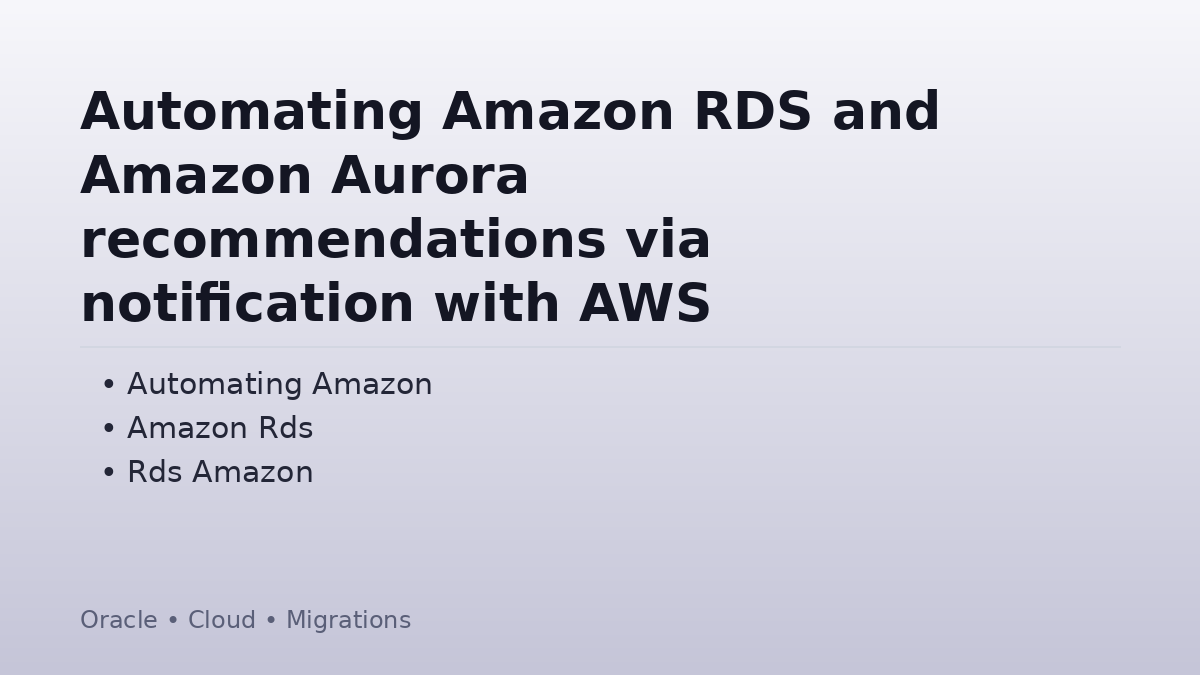 Automating Amazon RDS and
Amazon Aurora
recommendations via
notification with AWS
• Automating Amazon
• Amazon Rds
• Rds Amazon
Oracle • Cloud • Migrations